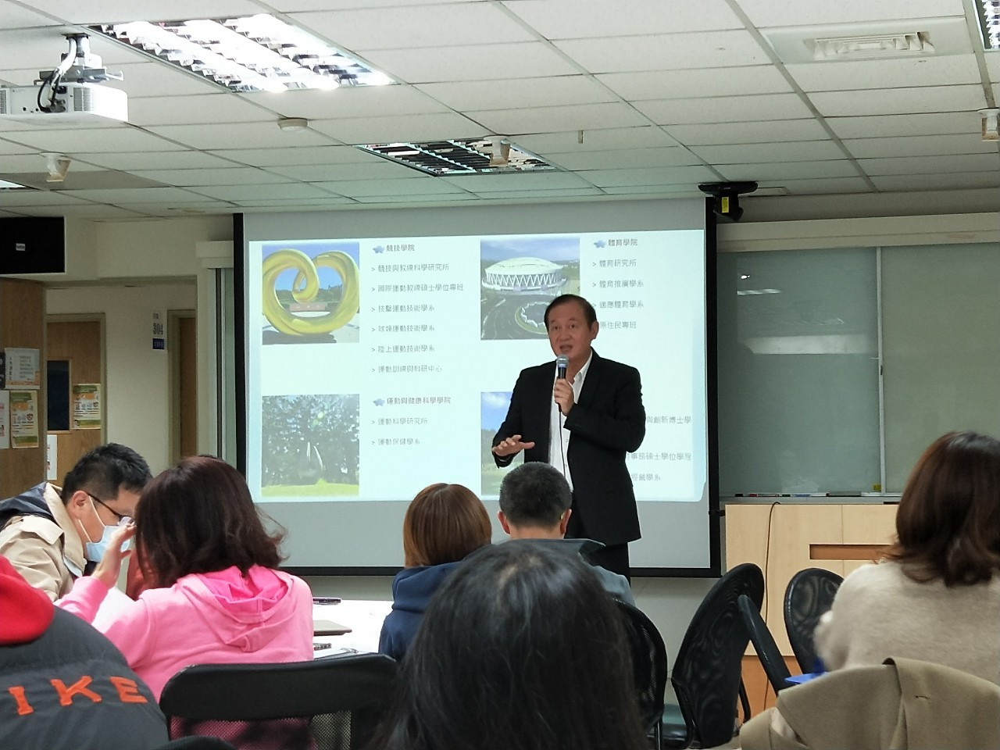 競技學院
> 競技與教練科學研究所
> 國際運動教練碩士學位專班
> 技擊運動技術學系
> 球類運動技術學系
> 陸上運動技術學系
> 運動訓練與科研中心
體育學院
> 體育研究所
> 體育推廣學系
> 適應體育學系
原住民專班
運動與健康科學學院
> 運動科學研究所
> 運動保健學系
與創新博士學
事務碩士學位學程
經營學系
304
IKE